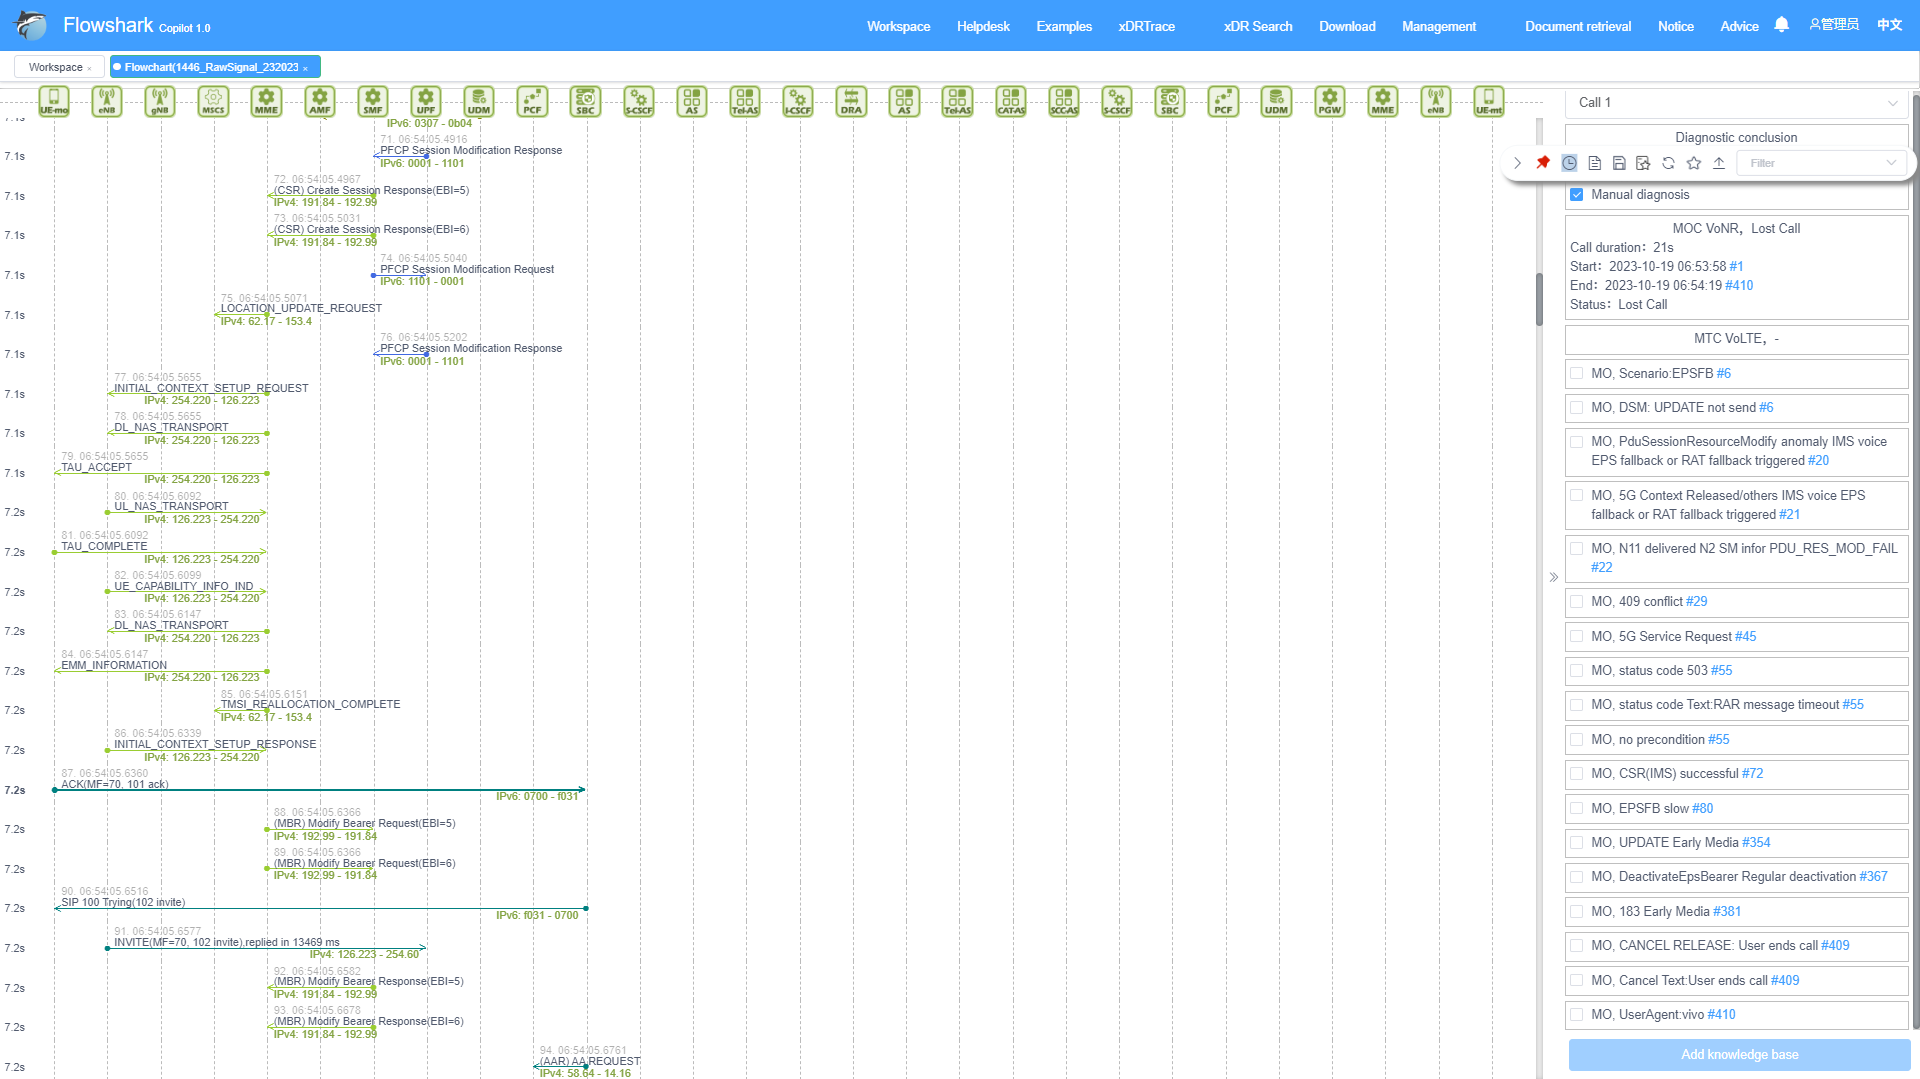 Flowshark Copilot 1.0
Workspace Helpdesk Examples xDRTrace xDR Search Download Management Document retrieval Notice Advice 管理员 中文
Workspace × Flowchart(1446_RawSignal_232023 ×
UE-mo eNB gNB MSCS MME AMF SMF UPF UDM PCF SBC S-CSCF AS Tel-AS I-CSCF DRA AS Tel-AS CATAS SCCAS S-CSCF SBC PCF UDM PGW MME eNB UE-mt
7.1s
IPv6: 0307 - 0b04
71. 06:54:05.4916
7.1s PFCP Session Modification Response
IPv6: 0001 - 1101
72. 06:54:05.4967
7.1s (CSR) Create Session Response(EBI=5)
IPv4: 191.84 - 192.99
73. 06:54:05.5031
7.1s (CSR) Create Session Response(EBI=6)
IPv4: 191.84 - 192.99
74. 06:54:05.5040
7.1s PFCP Session Modification Request
IPv6: 1101 - 0001
75. 06:54:05.5071
7.1s LOCATION_UPDATE_REQUEST
IPv4: 62.17 - 153.4
76. 06:54:05.5202
7.1s PFCP Session Modification Response
IPv6: 0001 - 1101
77. 06:54:05.5655
7.1s INITIAL_CONTEXT_SETUP_REQUEST
IPv4: 254.220 - 126.223
78. 06:54:05.5655
7.1s DL_NAS_TRANSPORT
IPv4: 254.220 - 126.223
79. 06:54:05.5655
7.1s TAU_ACCEPT
IPv4: 254.220 - 126.223
80. 06:54:05.6092
7.2s UL_NAS_TRANSPORT
IPv4: 126.223 - 254.220
81. 06:54:05.6092
7.2s TAU_COMPLETE
IPv4: 126.223 - 254.220
82. 06:54:05.6099
7.2s UE_CAPABILITY_INFO_IND
IPv4: 126.223 - 254.220
83. 06:54:05.6147
7.2s DL_NAS_TRANSPORT
IPv4: 254.220 - 126.223
84. 06:54:05.6147
7.2s EMM_INFORMATION
IPv4: 254.220 - 126.223
85. 06:54:05.6151
7.2s TMSI_REALLOCATION_COMPLETE
IPv4: 62.17 - 153.4
86. 06:54:05.6339
7.2s INITIAL_CONTEXT_SETUP_RESPONSE
IPv4: 126.223 - 254.220
87. 06:54:05.6360
7.2s ACK(MF=70, 101 ack)
IPv6: 0700 - f031
88. 06:54:05.6366
7.2s (MBR) Modify Bearer Request(EBI=5)
IPv4: 192.99 - 191.84
89. 06:54:05.6366
7.2s (MBR) Modify Bearer Request(EBI=6)
IPv4: 192.99 - 191.84
90. 06:54:05.6516
7.2s SIP 100 Trying(102 invite)
IPv6: f031 - 0700
91. 06:54:05.6577
7.2s INVITE(MF=70, 102 invite),replied in 13469 ms
IPv4: 126.223 - 254.60
92. 06:54:05.6582
7.2s (MBR) Modify Bearer Response(EBI=5)
IPv4: 191.84 - 192.99
93. 06:54:05.6678
7.2s (MBR) Modify Bearer Response(EBI=6)
IPv4: 191.84 - 192.99
94. 06:54:05.6761
7.2s (AAR) AA REQUEST
IPv4: 58.64 - 14.16
Call 1
Diagnostic conclusion
Filter
Manual diagnosis
MOC VoNR，Lost Call
Call duration：21s
Start：2023-10-19 06:53:58 #1
End：2023-10-19 06:54:19 #410
Status：Lost Call
MTC VoLTE，-
MO, Scenario:EPSFB #6
MO, DSM: UPDATE not send #6
MO, PduSessionResourceModify anomaly IMS voice
EPS fallback or RAT fallback triggered #20
MO, 5G Context Released/others IMS voice EPS
fallback or RAT fallback triggered #21
MO, N11 delivered N2 SM infor PDU_RES_MOD_FAIL
#22
MO, 409 conflict #29
MO, 5G Service Request #45
MO, status code 503 #55
MO, status code Text:RAR message timeout #55
MO, no precondition #55
MO, CSR(IMS) successful #72
MO, EPSFB slow #80
MO, UPDATE Early Media #354
MO, DeactivateEpsBearer Regular deactivation #367
MO, 183 Early Media #381
MO, CANCEL RELEASE: User ends call #409
MO, Cancel Text:User ends call #409
MO, UserAgent:vivo #410
Add knowledge base